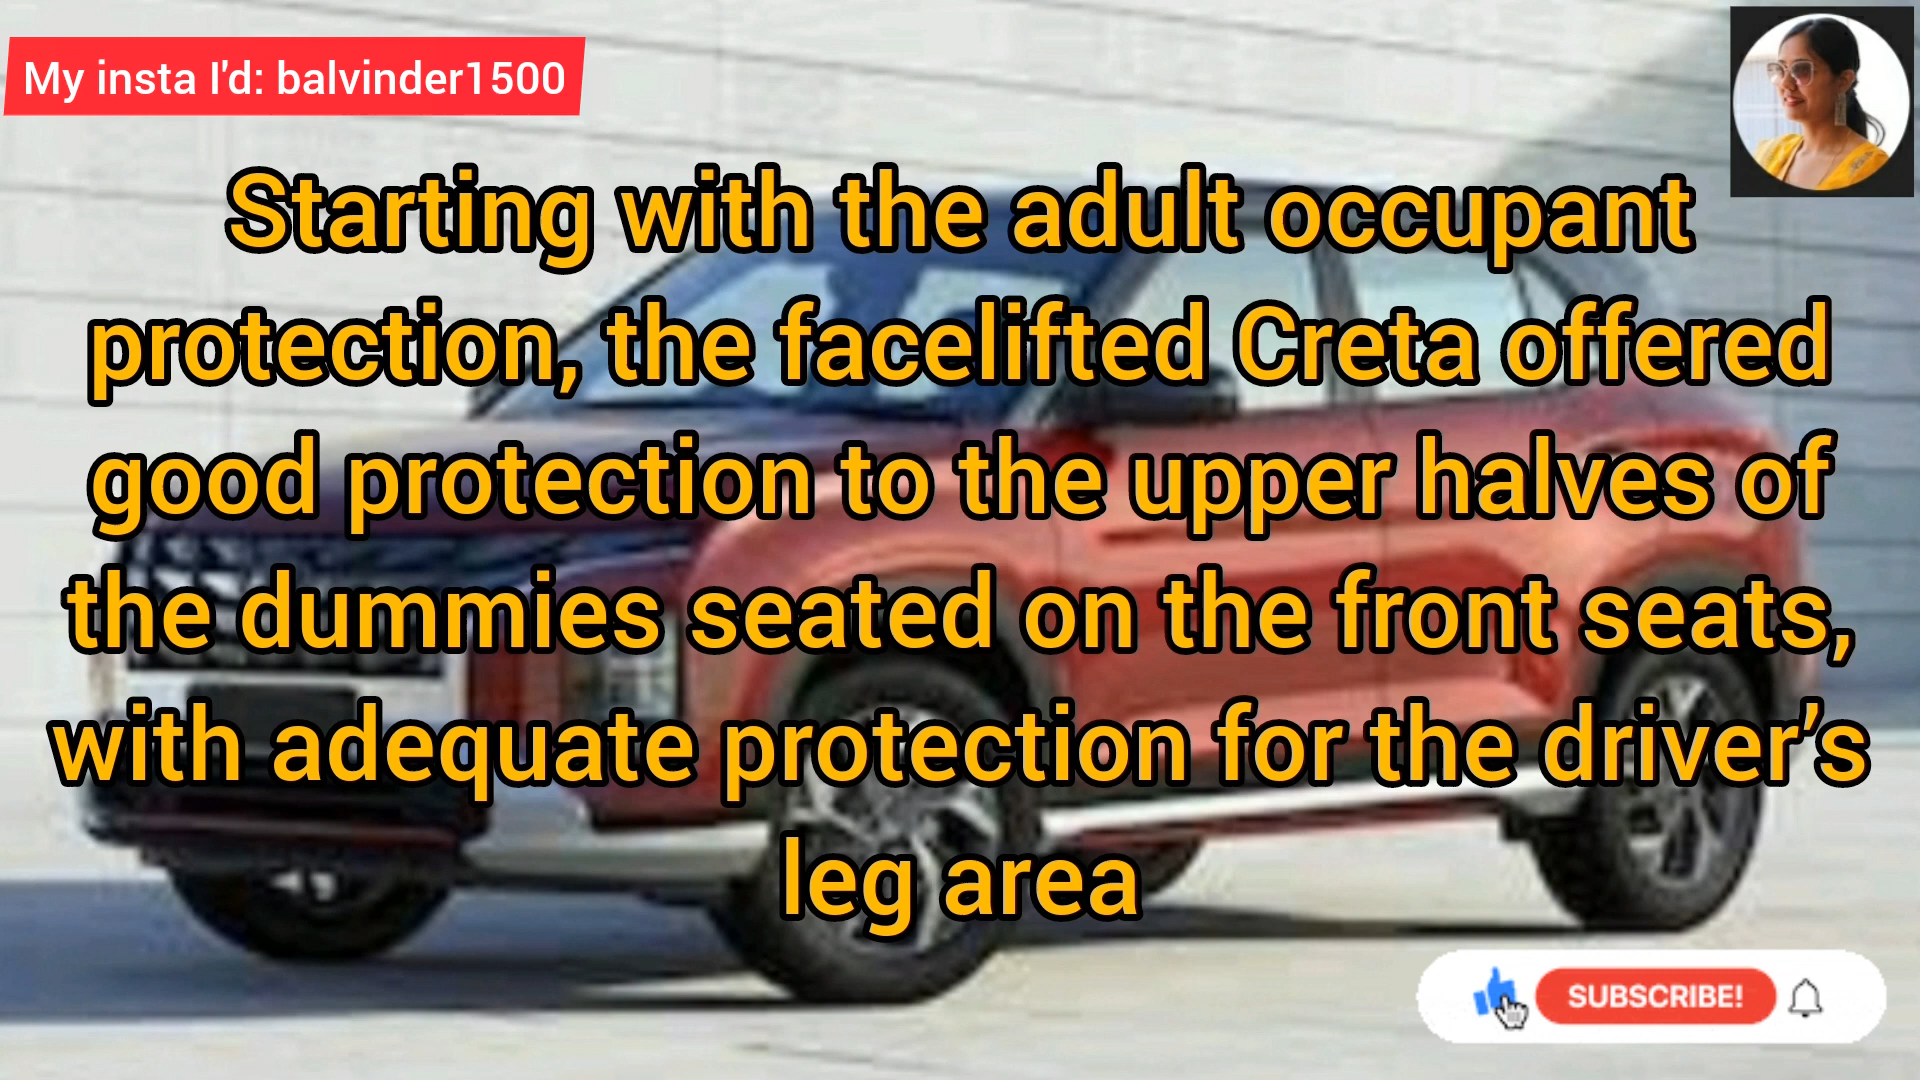 My insta I'd: balvinder1500
Starting with the adult occupant
protection, the facelifted Creta offered
good protection to the upper halves of
the dummies seated on the front seats,
with adequate protection for the driver’s
leg area
SUBSCRIBE!